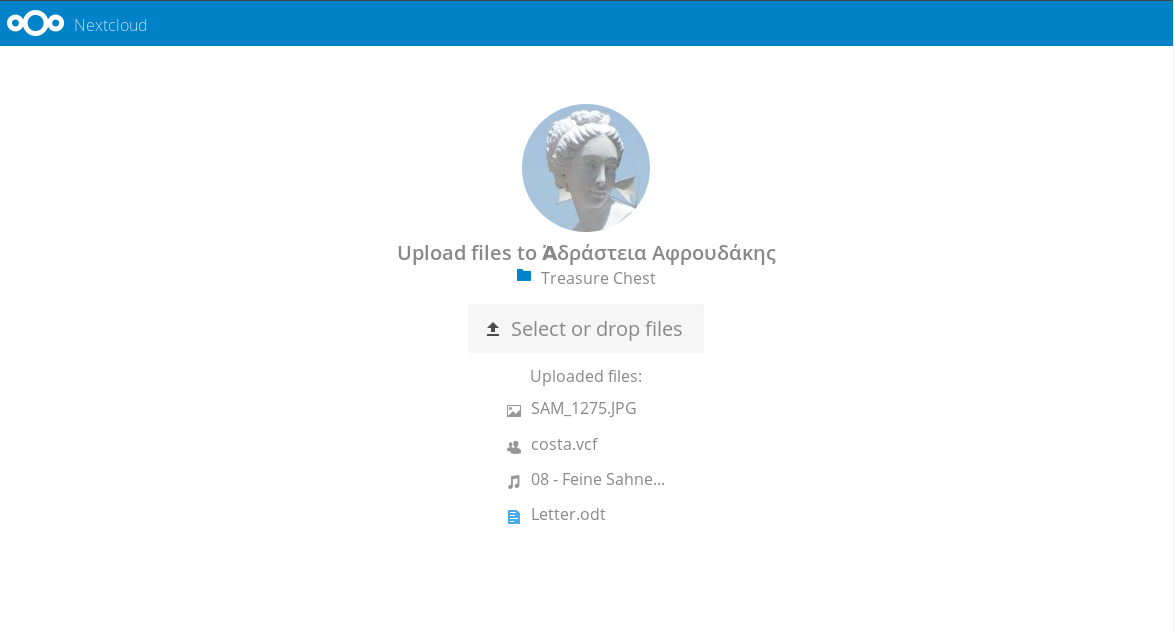 Nextcloud
Upload files to Ἀδράστεια Αφρουδάκης
Treasure Chest
Select or drop files
Uploaded files:
SAM_1275.JPG
costa.vcf
08 - Feine Sahne...
Letter.odt